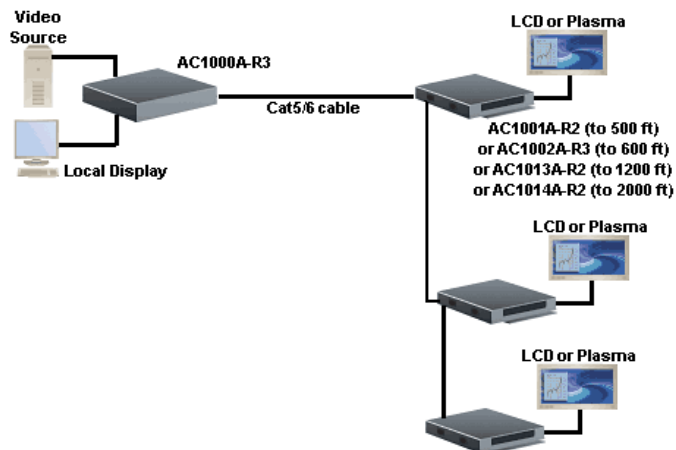 Video
Source
AC1000A-R3
Cat5/6 cable
Local Display
LCD or Plasma
AC1001A-R2 (to 500 ft)
or AC1002A-R3 (to 600 ft)
or AC1013A-R2 (to 1200 ft)
or AC1014A-R2 (to 2000 ft)
LCD or Plasma
LCD or Plasma